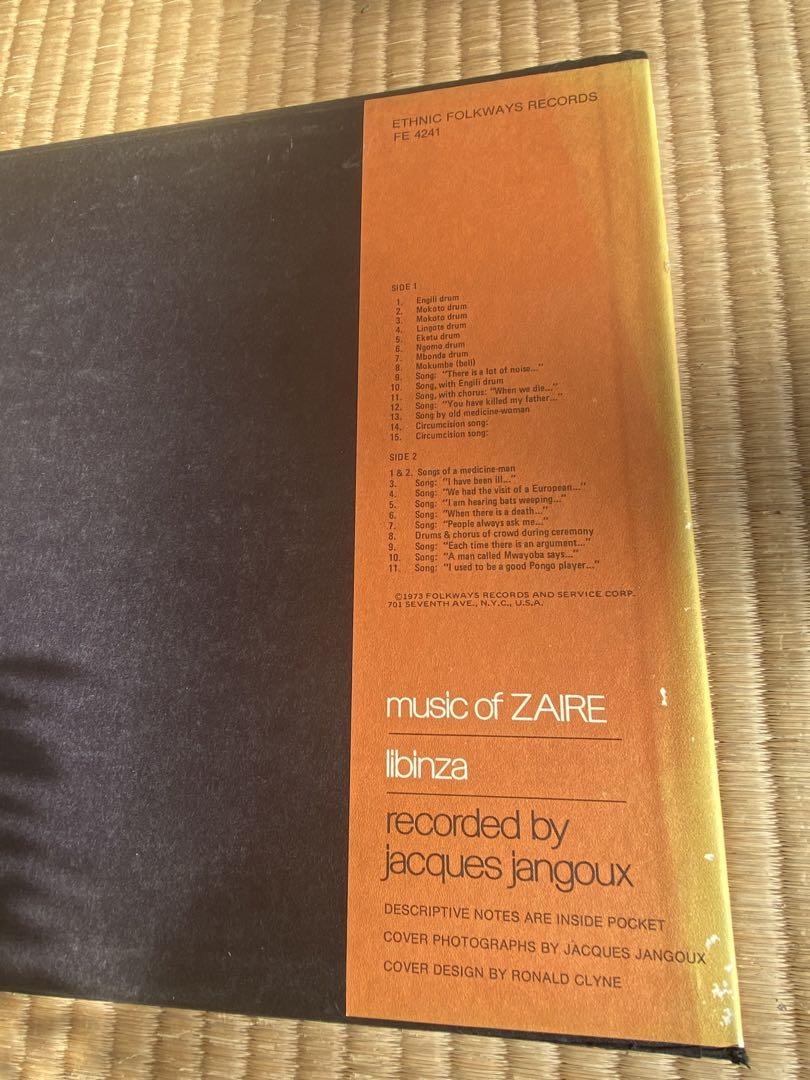 ETHNIC FOLKWAYS RECORDS
FE 4241
SIDE 1
1. Engili drum
2. Mokoto drum
3. Mokoto drum
4. Lingote drum
5. Eketu drum
6. Ngomo drum
7. Mbonda drum
8. Makumba (bell)
9. Song: "There is a lot of noise..."
10. Song, with Engili drum
11. Song, with chorus: "When we die..."
12. Song: "You have killed my father..."
13. Song by old medicine-woman
14. Circumcision song:
15. Circumcision song:
SIDE 2
1 & 2. Songs of a medicine-man
3. Song: "I have been ill..."
4. Song: "We had the visit of a European..."
5. Song: "I am hearing bats weeping..."
6. Song: "When there is a death..."
7. Song: "People always ask me..."
8. Drums & chorus of crowd during ceremony
9. Song: "Each time there is an argument..."
10. Song: "A man called Mwayoba says..."
11. Song: "I used to be a good Pongo player..."
©1973 FOLKWAYS RECORDS AND SERVICE CORP.
701 SEVENTH AVE., N.Y.C., U.S.A.
music of ZAIRE
libinza
recorded by
jacques jangoux
DESCRIPTIVE NOTES ARE INSIDE POCKET
COVER PHOTOGRAPHS BY JACQUES JANGOUX
COVER DESIGN BY RONALD CLYNE